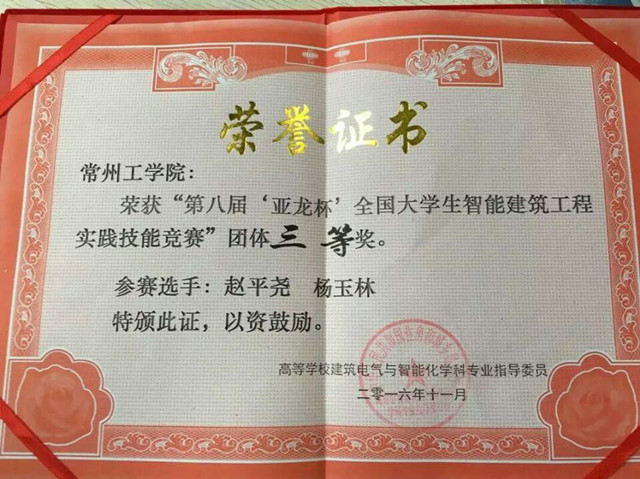 荣誉证书
常州工学院:
荣获“第八届‘亚龙杯’全国大学生智能建筑工程
实践技能竞赛”团体三等奖。
参赛选手: 赵平尧 杨玉林
特颁此证,以资鼓励。
高等学校建筑电气与智能化学科专业指导委员
二零一六年十一月